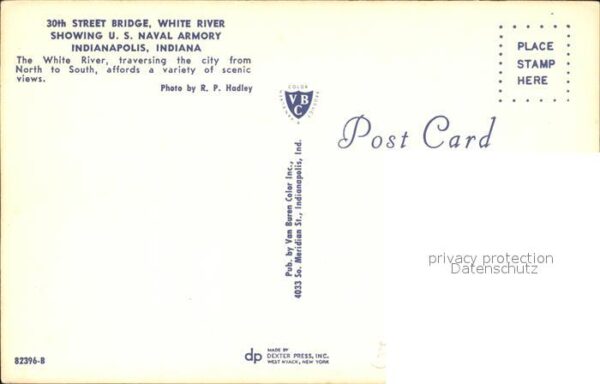 30th STREET BRIDGE, WHITE RIVER
SHOWING U. S. NAVAL ARMORY
INDIANAPOLIS, INDIANA
The White River, traversing the city from
North to South, affords a variety of scenic
views.
Photo by R. P. Hadley
PLACE
STAMP
HERE
COLOR
VBC
Post Card
Pub. by Van Buren Color Inc.,
4033 So. Meridian St., Indianapolis, Ind.
privacy protection
Datenschutz
82396-B
dp
MADE BY
DEXTER PRESS, INC.
WEST NYACK, NEW YORK